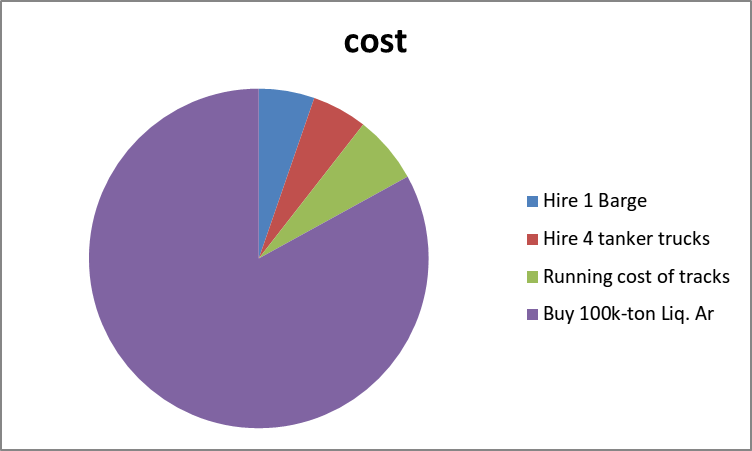 cost
Hire 1 Barge
Hire 4 tanker trucks
Running cost of tracks
Buy 100k-ton Liq. Ar